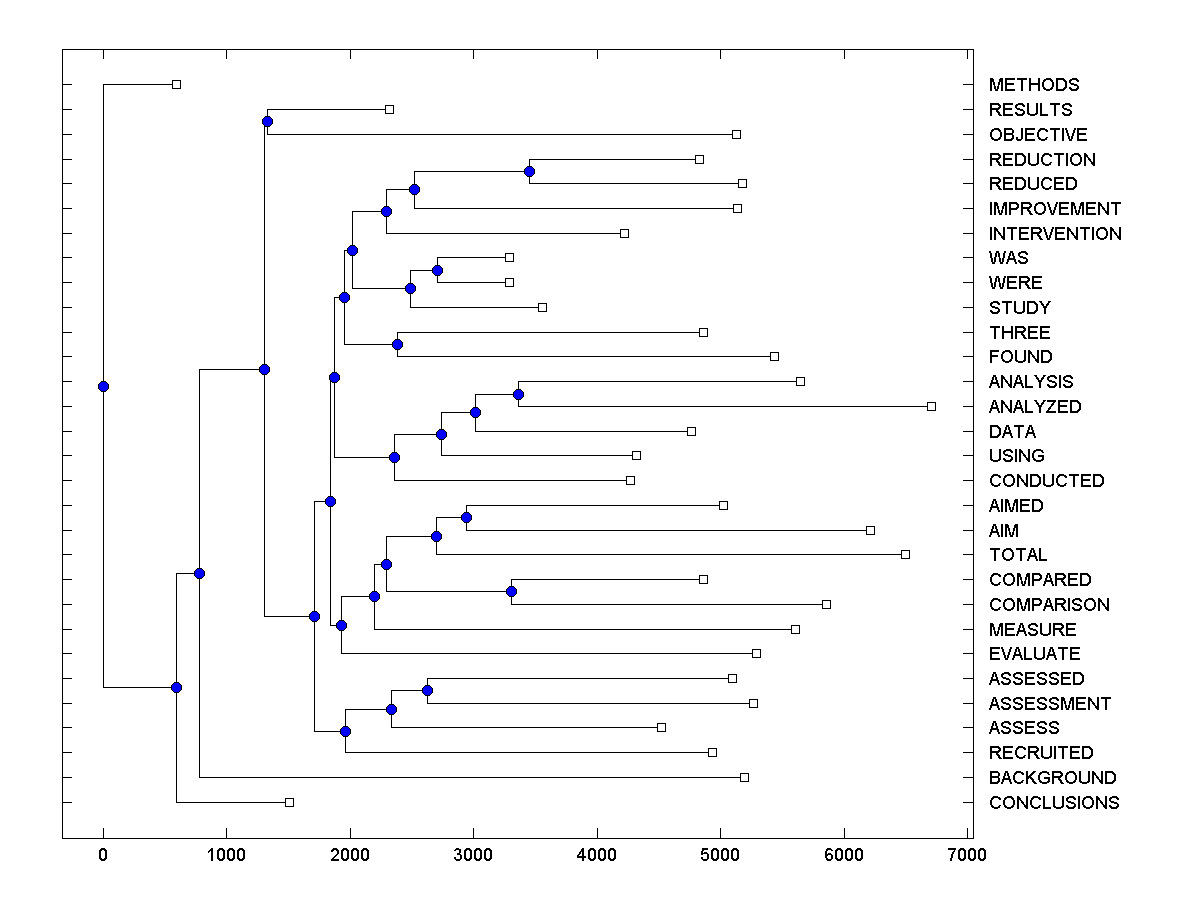 METHODS
RESULTS
OBJECTIVE
REDUCTION
REDUCED
IMPROVEMENT
INTERVENTION
WAS
WERE
STUDY
THREE
FOUND
ANALYSIS
ANALYZED
DATA
USING
CONDUCTED
AIMED
AIM
TOTAL
COMPARED
COMPARISON
MEASURE
EVALUATE
ASSESSED
ASSESSMENT
ASSESS
RECRUITED
BACKGROUND
CONCLUSIONS
0 1000 2000 3000 4000 5000 6000 7000